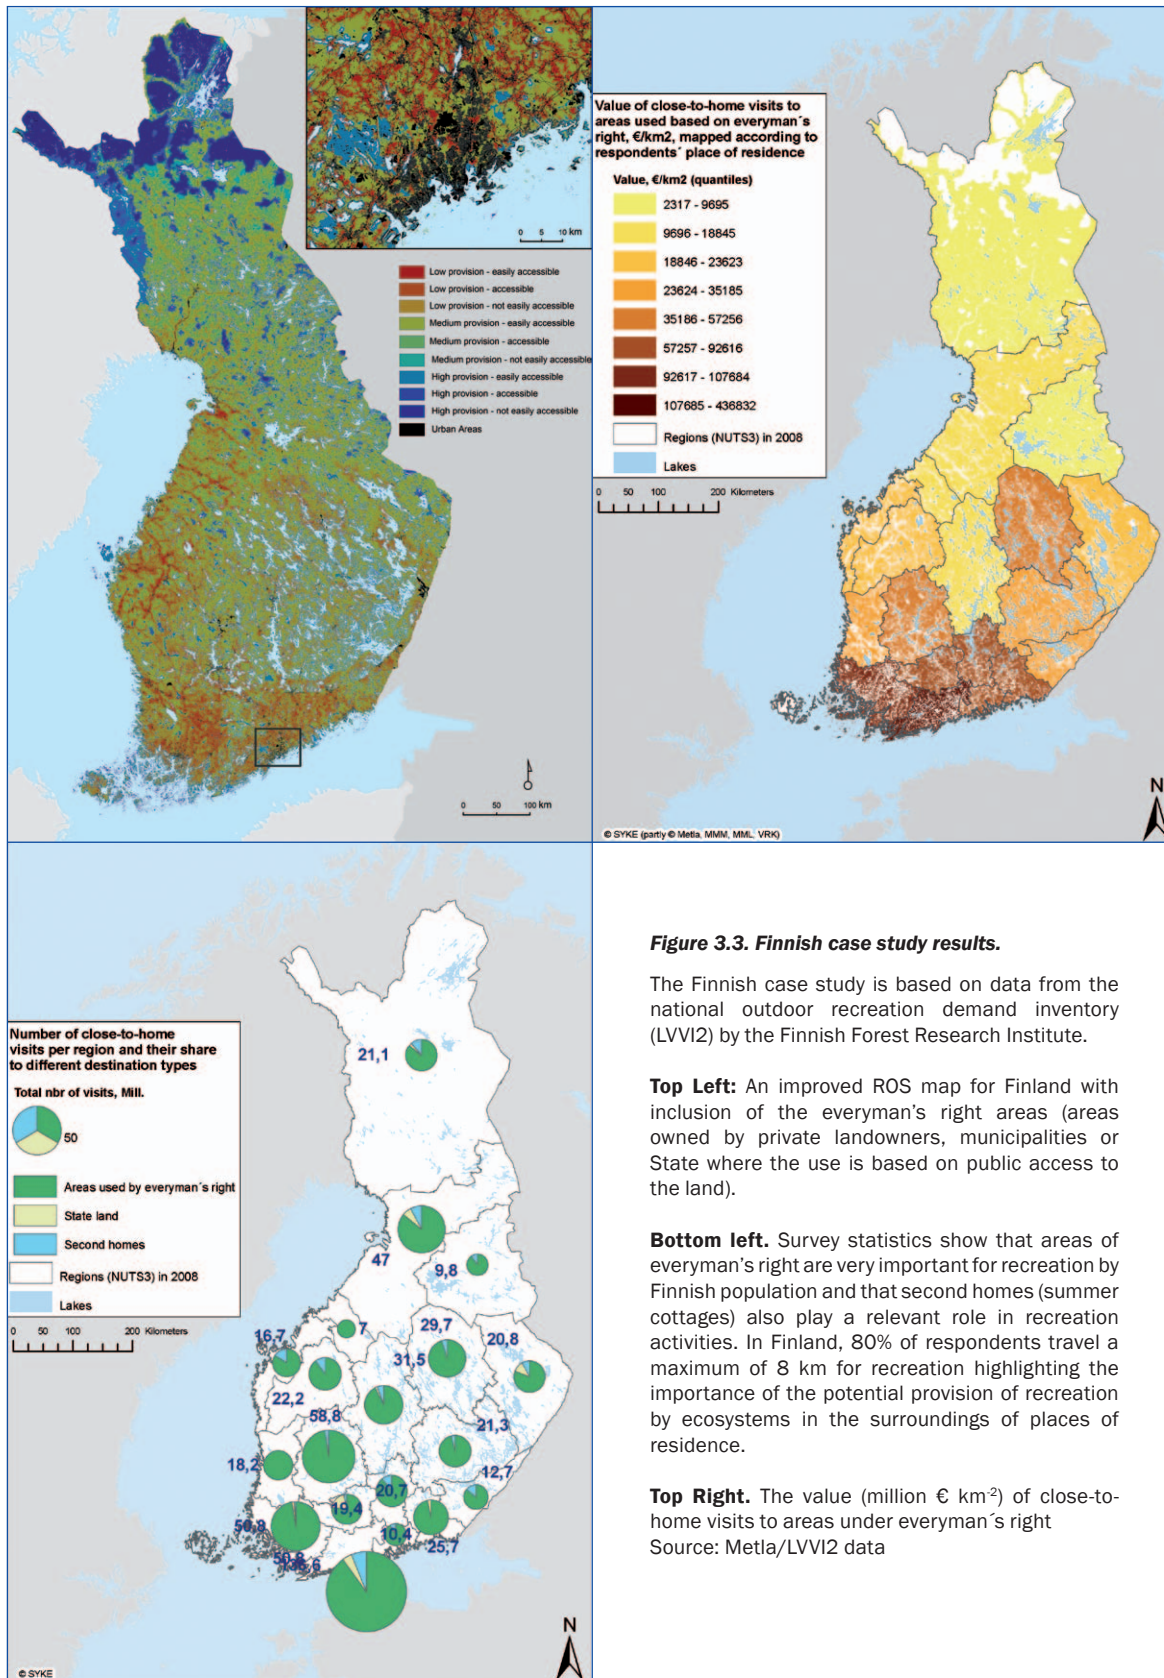 0 5 10 km
Low provision - easily accessible
Low provision - accessible
Low provision - not easily accessible
Medium provision - easily accessible
Medium provision - accessible
Medium provision - not easily accessible
High provision - easily accessible
High provision - accessible
High provision - not easily accessible
Urban Areas
0 50 100 km
Value of close-to-home visits to
areas used based on everyman´s
right, €/km2, mapped according to
respondents´ place of residence
Value, €/km2 (quantiles)
2317 - 9695
9696 - 18845
18846 - 23623
23624 - 35185
35186 - 57256
57257 - 92616
92617 - 107684
107685 - 436832
Regions (NUTS3) in 2008
Lakes
0 50 100 200 Kilometers
N
© SYKE (partly © Metla, MMM, MML, VRK)
Number of close-to-home
visits per region and their share
to different destination types
Total nbr of visits, Mill.
50
Areas used by everyman´s right
State land
Second homes
Regions (NUTS3) in 2008
Lakes
0 50 100 200 Kilometers
21,1
47
9,8
7
16,7
29,7
20,8
31,5
22,2
58,8
21,3
18,2
12,7
20,7
19,4
50,8
10,4
25,7
50,8
N
© SYKE
Figure 3.3. Finnish case study results.
The Finnish case study is based on data from the
national outdoor recreation demand inventory
(LVVI2) by the Finnish Forest Research Institute.
Top Left: An improved ROS map for Finland with
inclusion of the everyman’s right areas (areas
owned by private landowners, municipalities or
State where the use is based on public access to
the land).
Bottom left. Survey statistics show that areas of
everyman’s right are very important for recreation by
Finnish population and that second homes (summer
cottages) also play a relevant role in recreation
activities. In Finland, 80% of respondents travel a
maximum of 8 km for recreation highlighting the
importance of the potential provision of recreation
by ecosystems in the surroundings of places of
residence.
Top Right. The value (million € km-2) of close-to-
home visits to areas under everyman´s right
Source: Metla/LVVI2 data